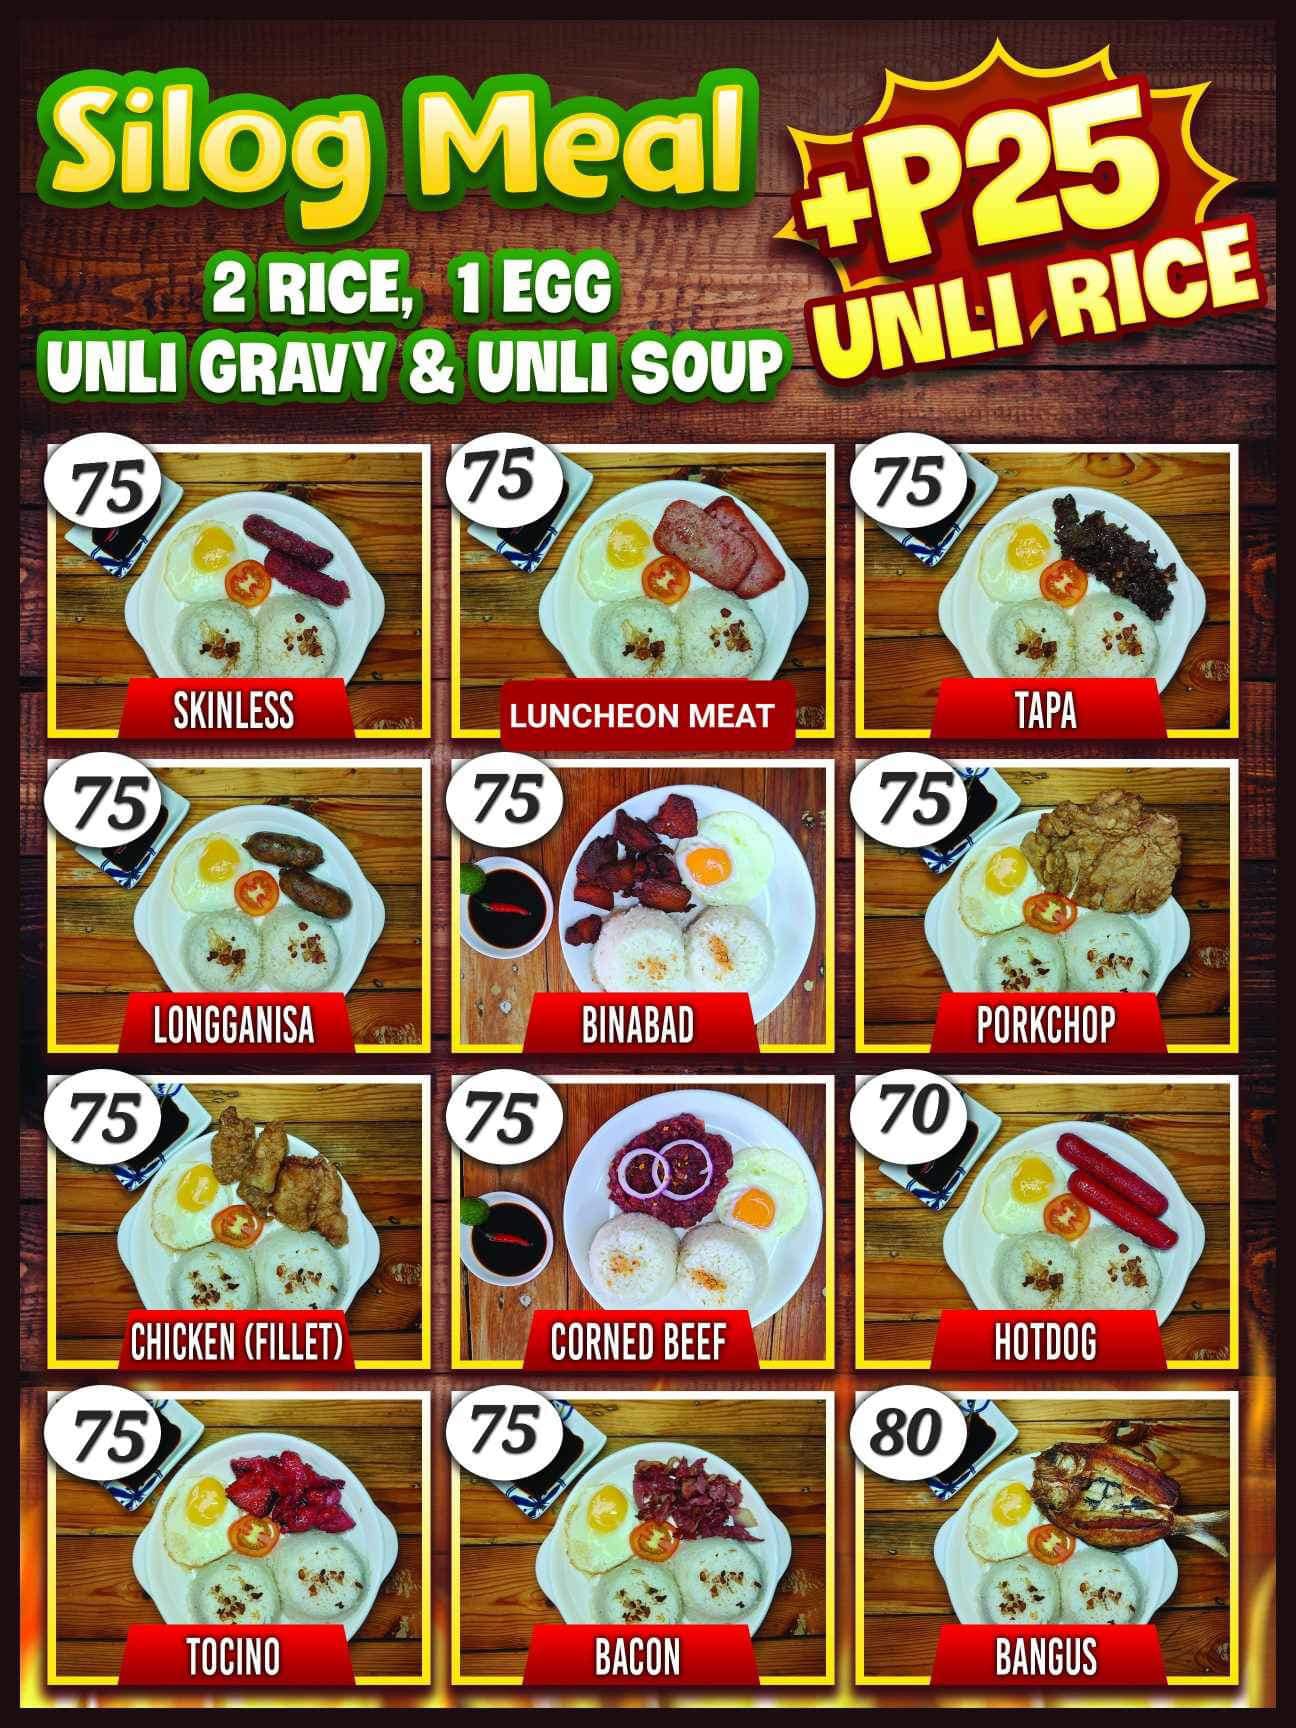 Silog Meal
+P25
UNLI RICE
2 RICE, 1 EGG
UNLI GRAVY & UNLI SOUP
75
SKINLESS
75
LUNCHEON MEAT
75
TAPA
75
LONGGANISA
75
BINABAD
75
PORKCHOP
75
CHICKEN (FILLET)
75
CORNED BEEF
70
HOTDOG
75
TOCINO
75
BACON
80
BANGUS